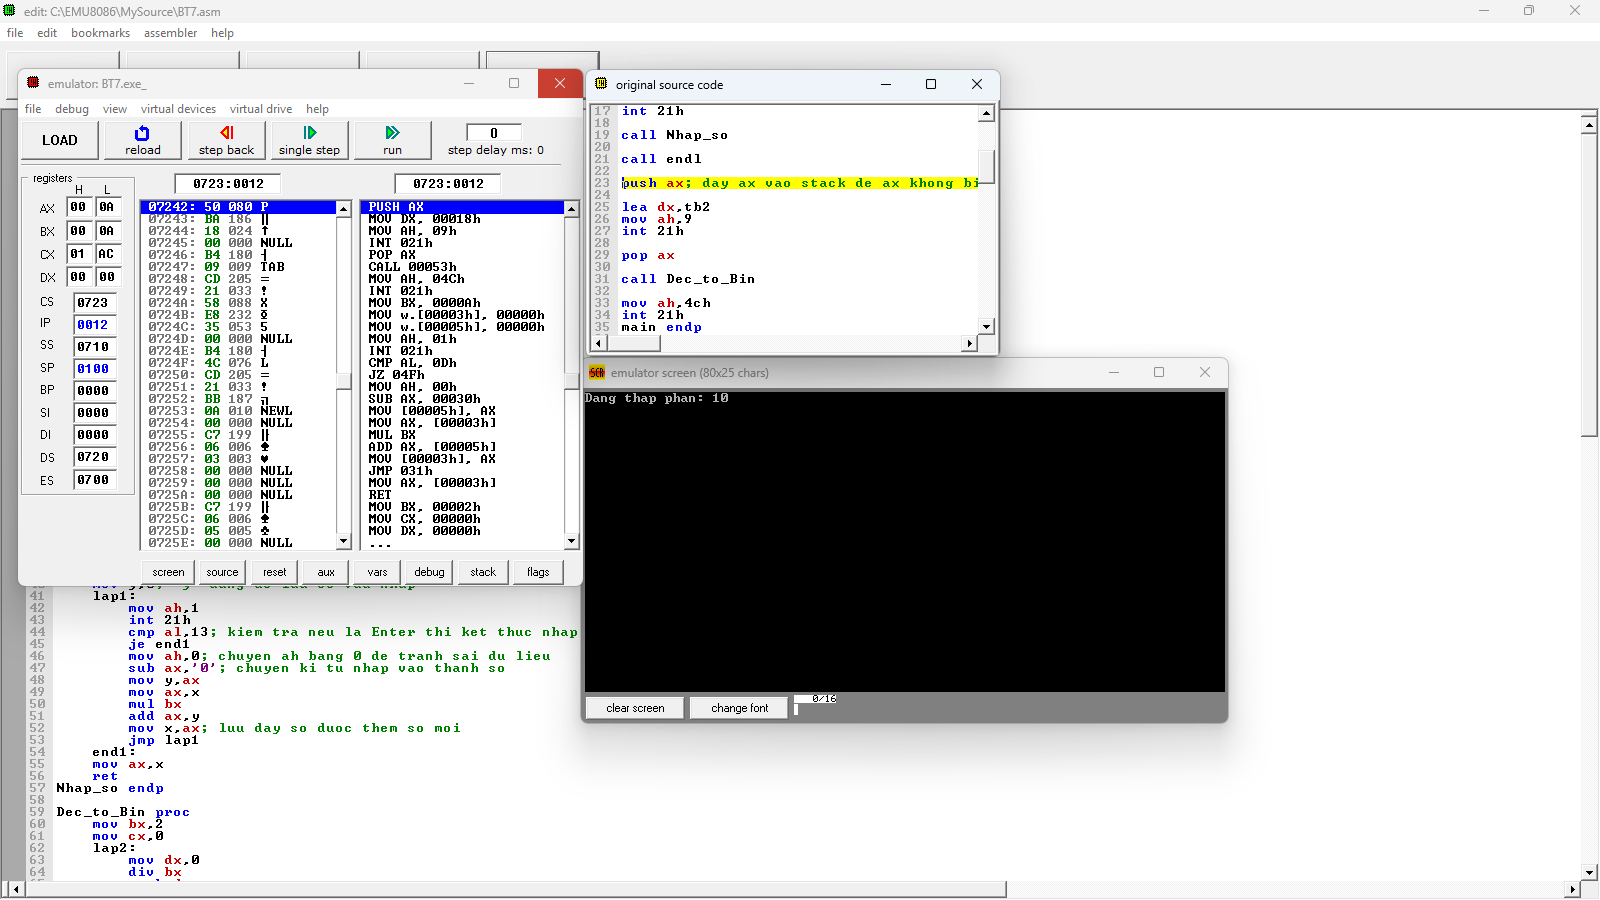 edit: C:\EMU8086\MySource\BT7.asm
file edit bookmarks assembler help
emulator: BT7.exe_
file debug view virtual devices virtual drive help
LOAD
reload
step back
single step
run
0
step delay ms: 0
registers
H L
AX 00 0A
BX 00 0A
CX 01 AC
DX 00 00
CS 0723
IP 0012
SS 0710
SP 0100
BP 0000
SI 0000
DI 0000
DS 0720
ES 0700
0723:0012
0723:0012
07242: 50 080 P
07243: BA 186 ║
07244: 18 024 ↑
07245: 00 000 NULL
07246: B4 180 ┤
07247: 09 009 TAB
07248: CD 205 =
07249: 21 033 !
0724A: 58 088 X
0724B: E8 232
0724C: 35 053 5
0724D: 00 000 NULL
0724E: B4 180 ┤
0724F: 4C 076 L
07250: CD 205 =
07251: 21 033 !
07252: BB 187 ╗
07253: 0A 010 NEWL
07254: 00 000 NULL
07255: C7 199 ╟
07256: 06 006 ♠
07257: 03 003 ♥
07258: 00 000 NULL
07259: 00 000 NULL
0725A: 00 000 NULL
0725B: C7 199 ╟
0725C: 06 006 ♠
0725D: 05 005 ♣
0725E: 00 000 NULL
PUSH AX
MOV DX, 00018h
MOV AH, 09h
INT 021h
POP AX
CALL 00053h
MOV AH, 04Ch
INT 021h
MOV BX, 0000Ah
MOV w.[00003h], 00000h
MOV w.[00005h], 00000h
MOV AH, 01h
INT 021h
CMP AL, 0Dh
JZ 04Fh
MOV AH, 00h
SUB AX, 00030h
MOV [00005h], AX
MOV AX, [00003h]
MUL BX
ADD AX, [00005h]
MOV [00003h], AX
JMP 031h
MOV AX, [00003h]
RET
MOV BX, 00002h
MOV CX, 00000h
MOV DX, 00000h
...
screen source reset aux vars debug stack flags
original source code
17 int 21h
18
19 call Nhap_so
20
21 call endl
22
23 push ax; day ax vao stack de ax khong bi
24
25 lea dx,tb2
26 mov ah,9
27 int 21h
28
29 pop ax
30
31 call Dec_to_Bin
32
33 mov ah,4ch
34 int 21h
35 main endp
SCR emulator screen (80x25 chars)
Dang thap phan: 10
clear screen
change font
0/16
41 lap1:
42 mov ah,1
43 int 21h
44 cmp al,13; kiem tra neu la Enter thi ket thuc nhap
45 je end1
46 mov ah,0; chuyen ah bang 0 de tranh sai du lieu
47 sub ax,'0'; chuyen ki tu nhap vao thanh so
48 mov y,ax
49 mov ax,x
50 mul bx
51 add ax,y
52 mov x,ax; luu day so duoc them so moi
53 jmp lap1
54 end1:
55 mov ax,x
56 ret
57 Nhap_so endp
58
59 Dec_to_Bin proc
60 mov bx,2
61 mov cx,0
62 lap2:
63 mov dx,0
64 div bx